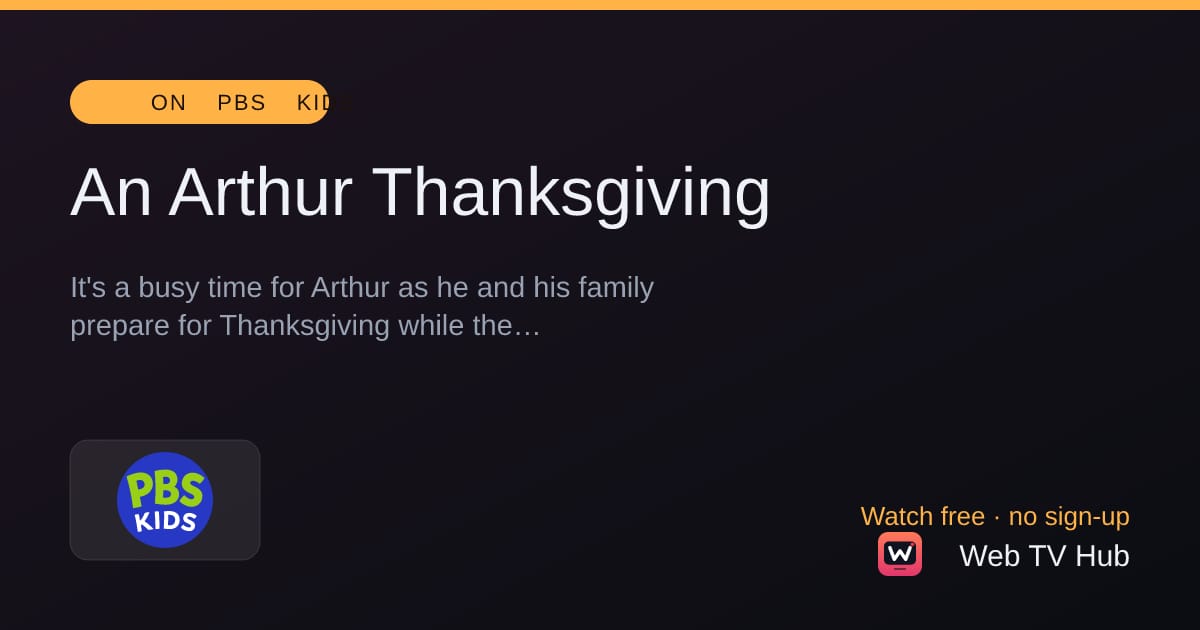 ON PBS KIDS
An Arthur Thanksgiving
It's a busy time for Arthur as he and his family
prepare for Thanksgiving while the…
PBS
KIDS
Watch free · no sign-up
W
Web TV Hub